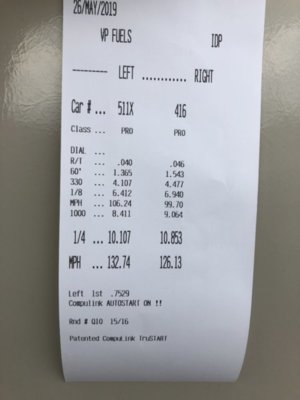 26/MAY/2019
VP FUELS IDP
-------- LEFT ............ RIGHT
Car # ... 511X 416
Class ... PRO PRO
DIAL ...
R/T ... .040 .046
60" ... 1.365 1.543
330 ... 4.107 4.477
1/8 ... 6.412 6.940
MPH ... 106.24 99.70
1000 ... 8.411 9.064
1/4 ... 10.107 10.853
MPH ... 132.74 126.13
Left 1st .7529
CompuLink AUTOSTART ON !!
Rnd # Q10 15/16
Patented CompuLink TruSTART